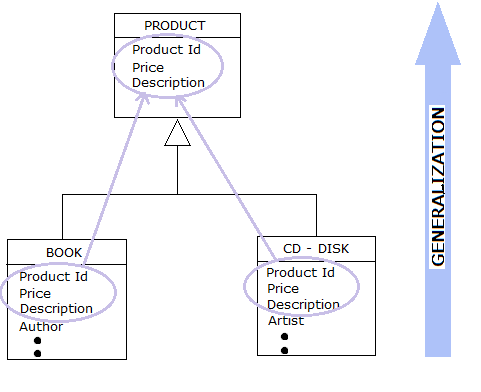 PRODUCT
Product Id
Price
Description
GENERALIZATION
BOOK
Product Id
Price
Description
Author
CD - DISK
Product Id
Price
Description
Artist